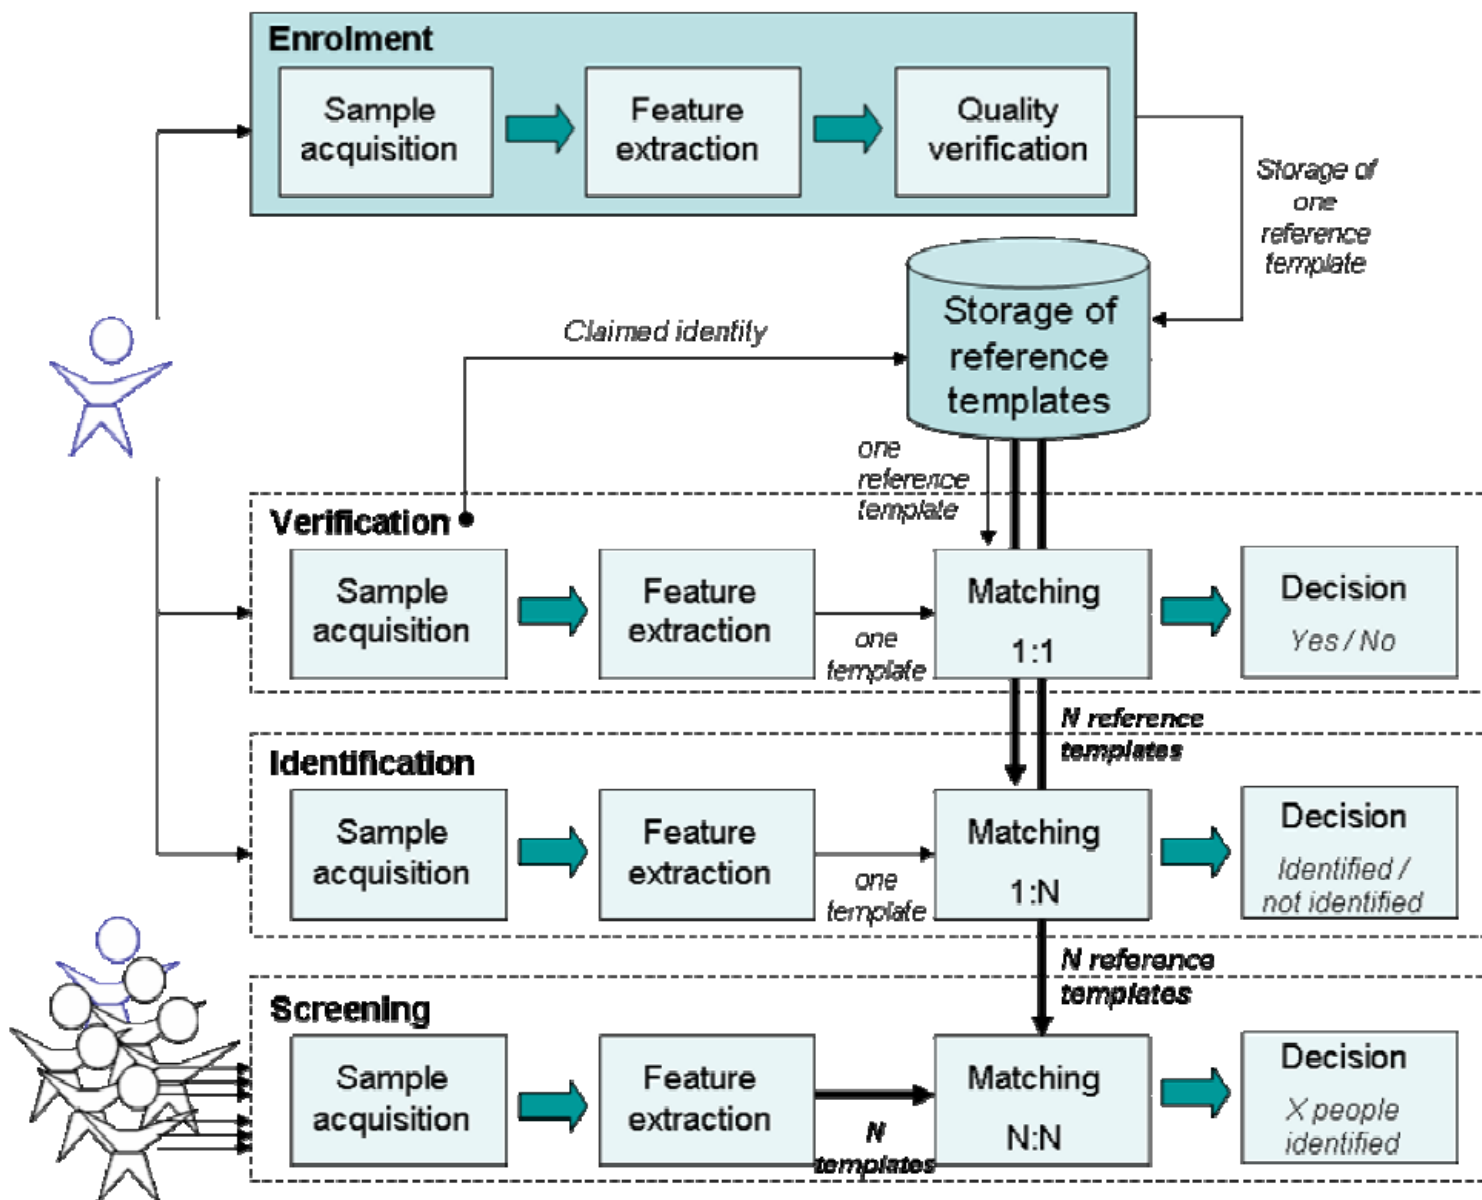 Enrolment
Sample
acquisition
Feature
extraction
Quality
verification
Storage of
one
reference
template
Storage of
reference
templates
Claimed identity
one
reference
template
Verification
Sample
acquisition
Feature
extraction
one
template
Matching
1:1
Decision
Yes / No
N reference
templates
Identification
Sample
acquisition
Feature
extraction
one
template
Matching
1:N
Decision
Identified /
not identified
N reference
templates
Screening
Sample
acquisition
Feature
extraction
N
templates
Matching
N:N
Decision
X people
identified